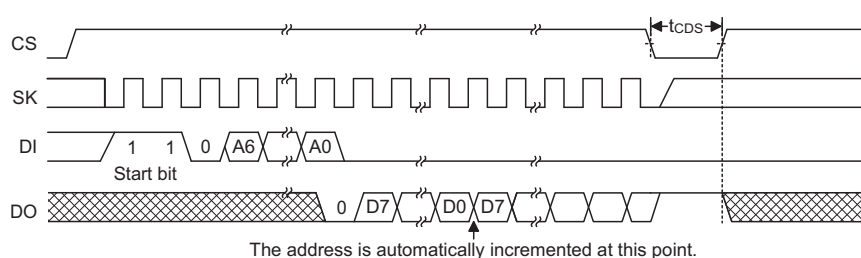 CS tCDS
SK
DI 1 1 0 A6 A0
Start bit
DO 0 D7 D0 D7
The address is automatically incremented at this point.